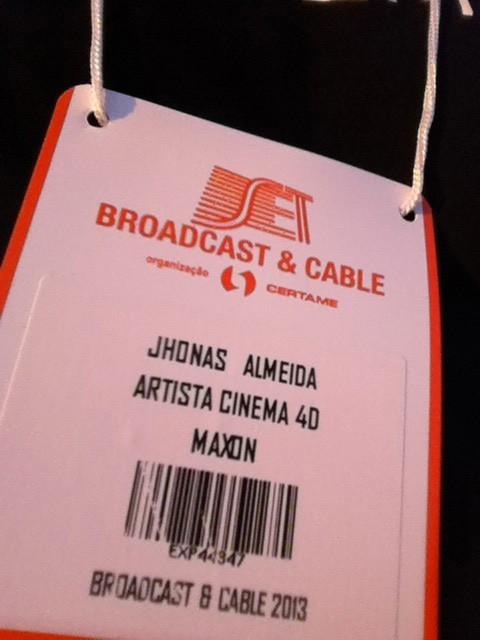 SET
BROADCAST & CABLE
organização
CERTAME
JHONAS ALMEIDA
ARTISTA CINEMA 4D
MAXON
EXP44347
BROADCAST & CABLE 2013